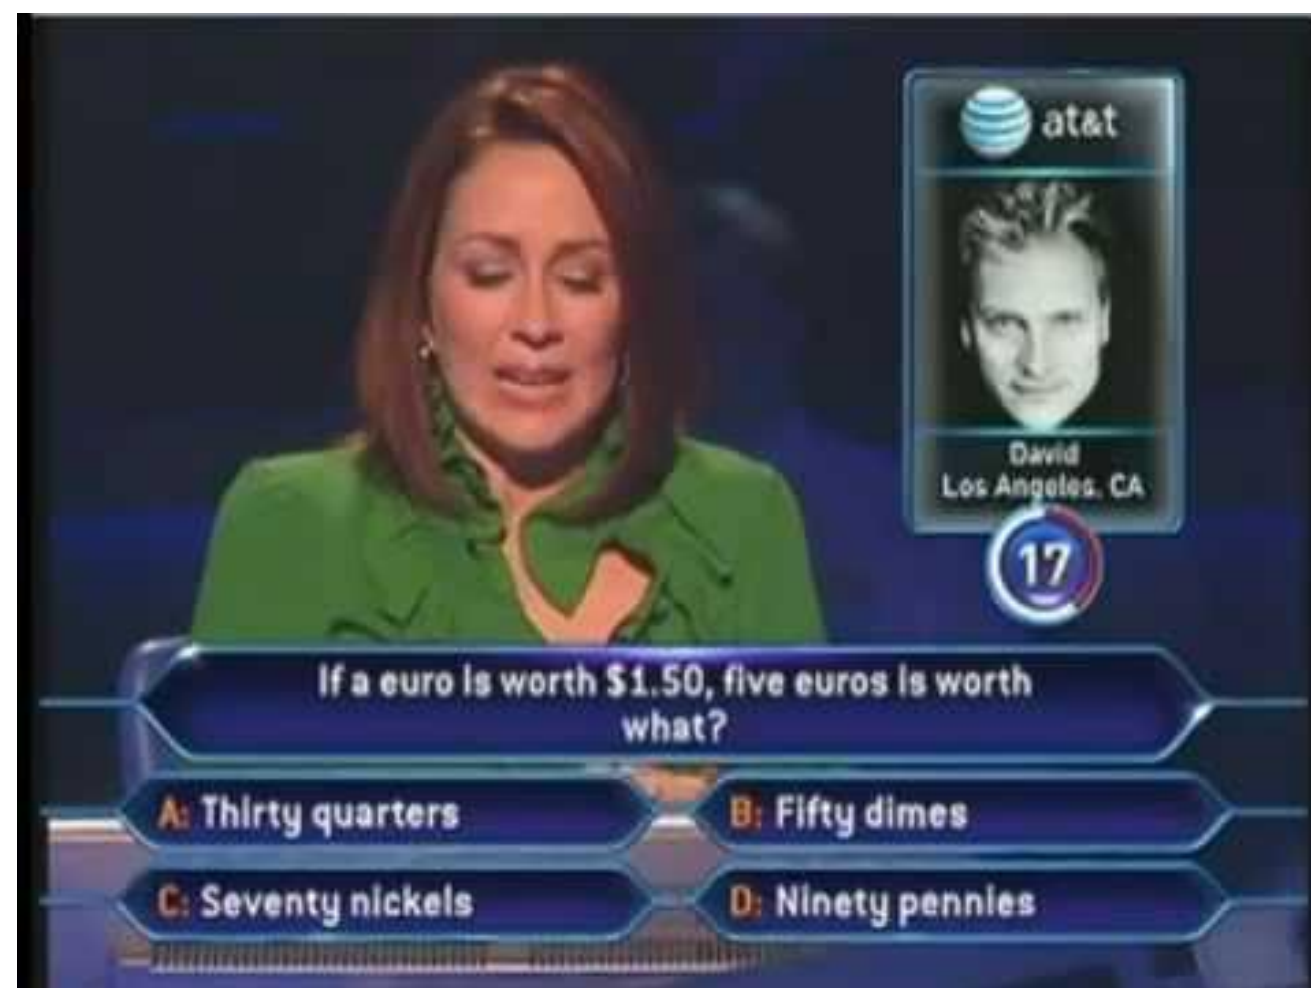 at&t
David
Los Angeles, CA
17
If a euro is worth $1.50, five euros is worth
what?
A: Thirty quarters
B: Fifty dimes
C: Seventy nickels
D: Ninety pennies